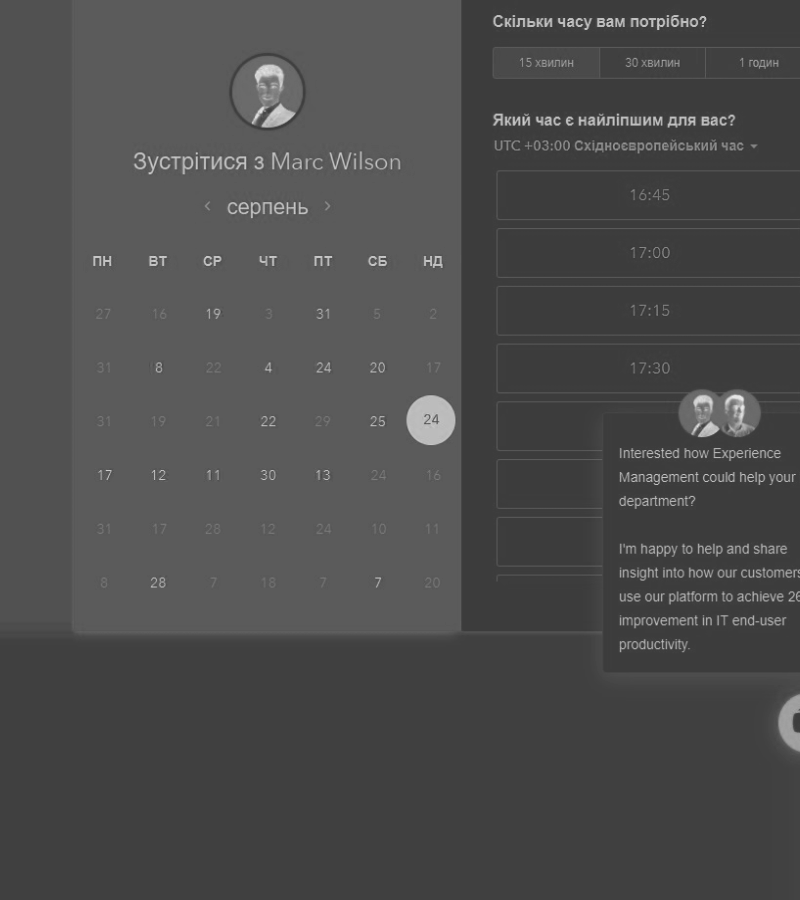 Зустрітися з Marc Wilson
серпень
ПН ВТ СР ЧТ ПТ СБ НД
27 16 19 3 31 5 2
31 8 22 4 24 20 17
31 19 21 22 29 25 24
17 12 11 30 13 24 16
31 17 28 12 24 10 11
8 28 7 18 7 7 20
Скільки часу вам потрібно?
15 хвилин 30 хвилин 1 годин
Який час є найліпшим для вас?
UTC +03:00 Східноєвропейський час
16:45
17:00
17:15
17:30
Interested how Experience
Management could help your
department?
I'm happy to help and share
insight into how our customers
use our platform to achieve 26
improvement in IT end-user
productivity.